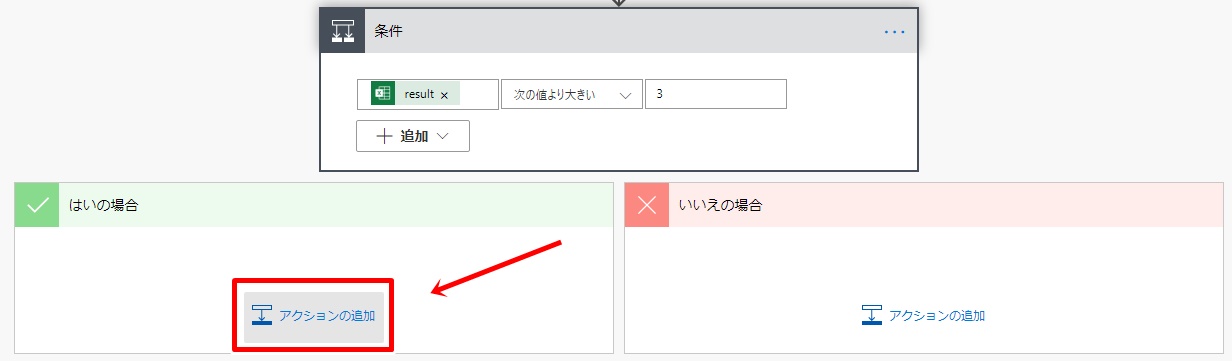 条件
result × 次の値より大きい 3
追加
はいの場合 いいえの場合
アクションの追加 アクションの追加